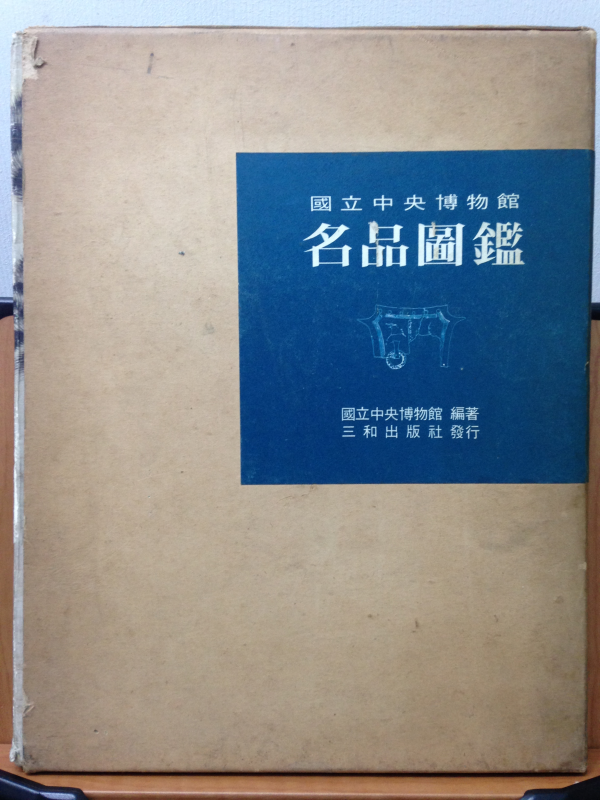 國立中央博物館
名品圖鑑
國立中央博物館 編著
三和出版社 發行